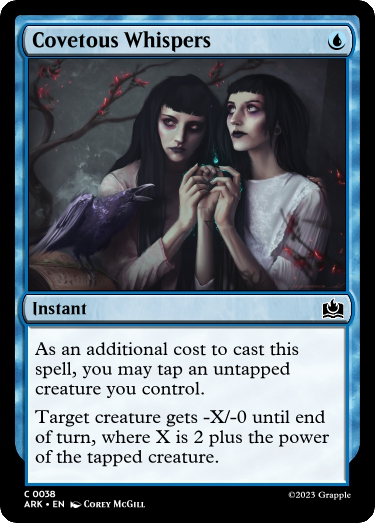 Covetous Whispers
Instant
As an additional cost to cast this
spell, you may tap an untapped
creature you control.
Target creature gets -X/-0 until end
of turn, where X is 2 plus the power
of the tapped creature.
C 0038
ARK • EN Corey McGill
©2023 Grapple